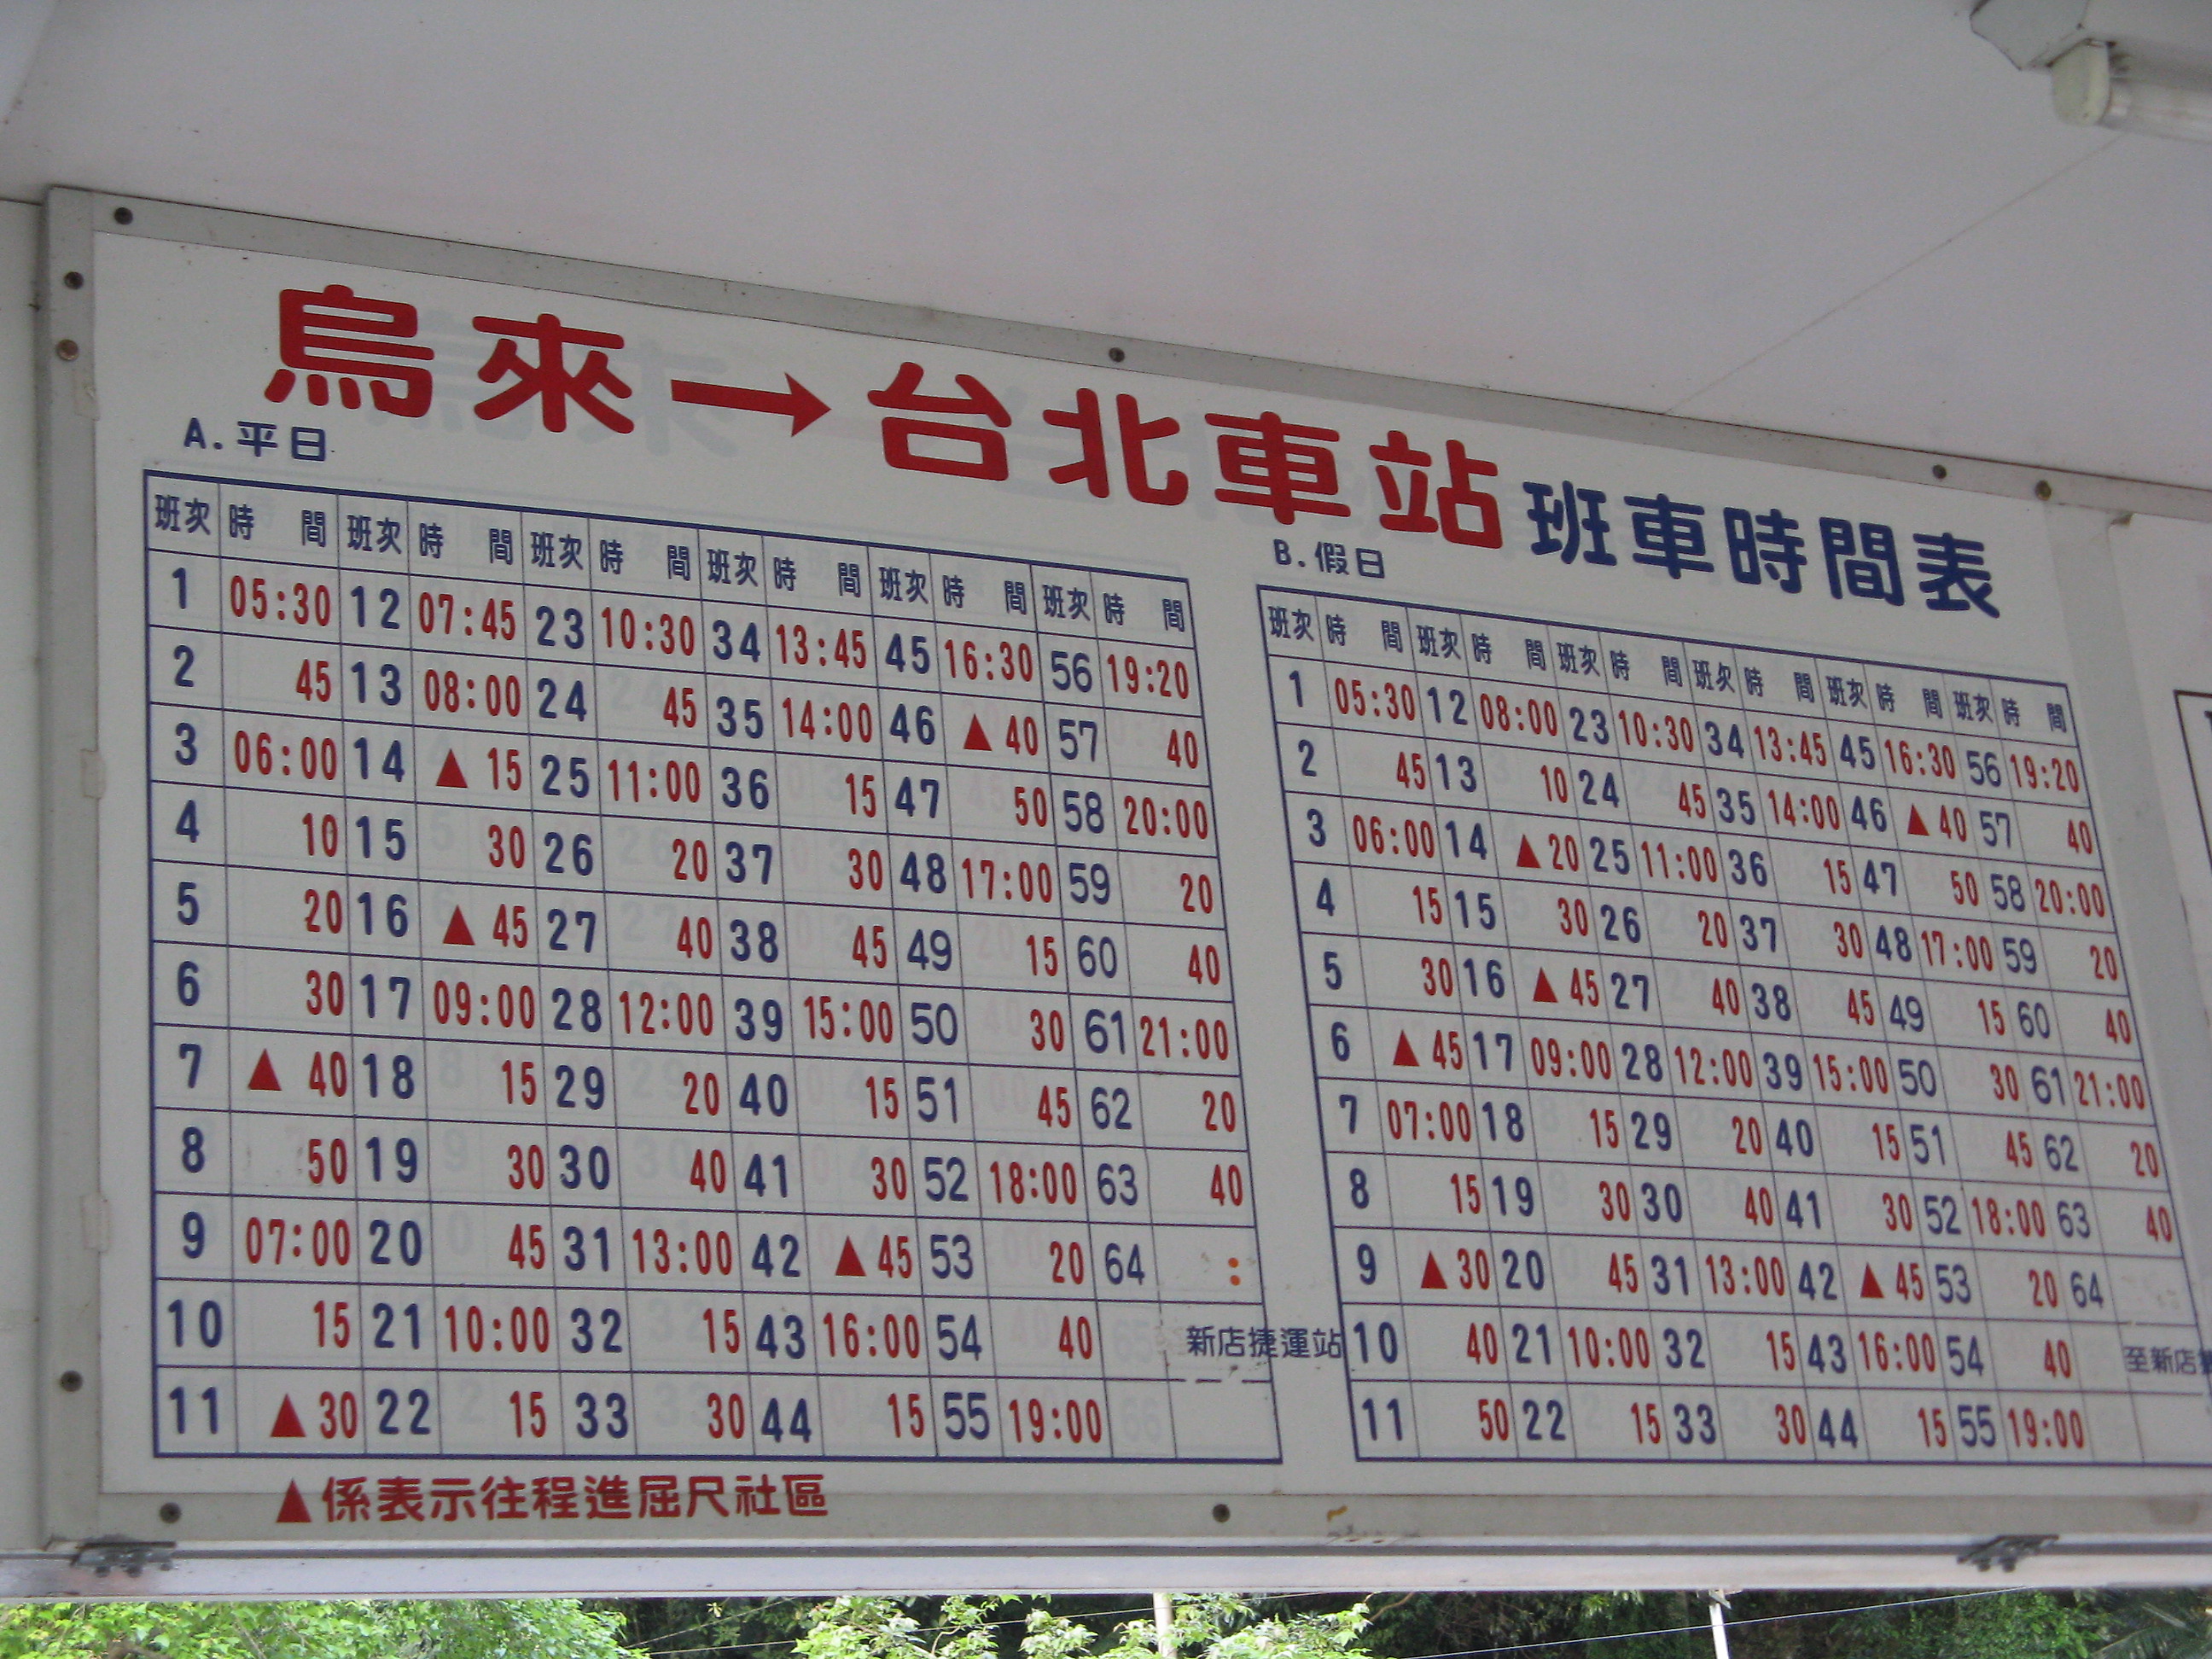 烏來→台北車站班車時間表
A.平日
班次 時間 班次 時間 班次 時間 班次 時間 班次 時間 班次 時間
1 05:30 12 07:45 23 10:30 34 13:45 45 16:30 56 19:20
2 45 13 08:00 24 45 35 14:00 46 ▲40 57 40
3 06:00 14 ▲15 25 11:00 36 15 47 50 58 20:00
4 10 15 30 26 20 37 30 48 17:00 59 20
5 20 16 ▲45 27 40 38 45 49 15 60 40
6 30 17 09:00 28 12:00 39 15:00 50 30 61 21:00
7 ▲40 18 15 29 20 40 15 51 45 62 20
8 50 19 30 30 40 41 30 52 18:00 63 40
9 07:00 20 45 31 13:00 42 ▲45 53 20 64 :
10 15 21 10:00 32 15 43 16:00 54 40 新店捷運站
11 ▲30 22 15 33 30 44 15 55 19:00
▲係表示往程進屈尺社區
B.假日
班次 時間 班次 時間 班次 時間 班次 時間 班次 時間 班次 時間
1 05:30 12 08:00 23 10:30 34 13:45 45 16:30 56 19:20
2 45 13 10 24 45 35 14:00 46 ▲40 57 40
3 06:00 14 ▲20 25 11:00 36 15 47 50 58 20:00
4 15 15 30 26 20 37 30 48 17:00 59 20
5 30 16 ▲45 27 40 38 45 49 15 60 40
6 ▲45 17 09:00 28 12:00 39 15:00 50 30 61 21:00
7 07:00 18 15 29 20 40 15 51 45 62 20
8 15 19 30 30 40 41 30 52 18:00 63 40
9 ▲30 20 45 31 13:00 42 ▲45 53 20 64
10 40 21 10:00 32 15 43 16:00 54 40 至新店
11 50 22 15 33 30 44 15 55 19:00